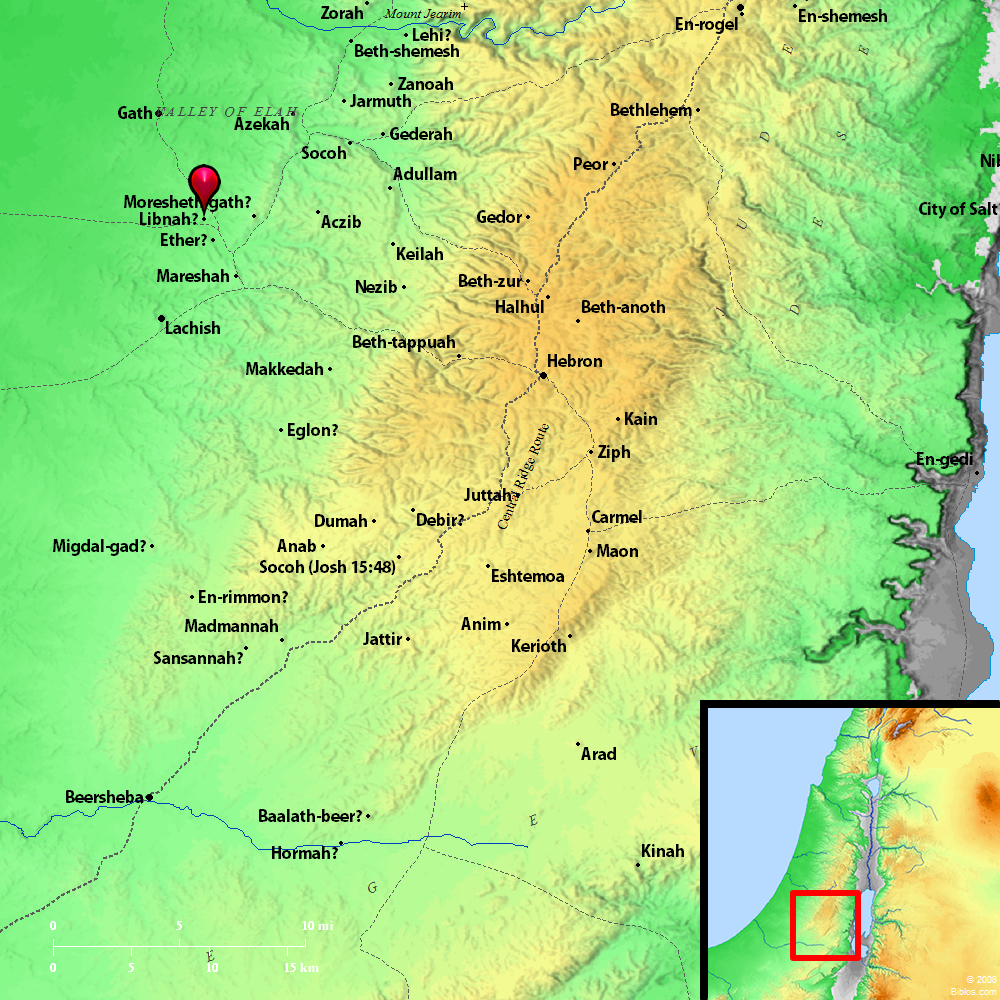 Zorah
Mount Jearim
En-rogel
En-shemesh
Lehi?
Beth-shemesh
Zanoah
Jarmuth
Gath
VALLEY OF ELAH
Azekah
Bethlehem
Gederah
Socoh
Peor
Adullam
Moresheth-gath?
Libnah?
Aczib
Gedor
City of Salt
Ether?
Keilah
Mareshah
Nezib
Beth-zur
Halhul
Beth-anoth
Lachish
Beth-tappuah
Hebron
Makkedah
Kain
Eglon?
Ziph
En-gedi
Central Ridge Route
Juttah
Dumah
Debir?
Carmel
Migdal-gad?
Anab
Maon
Socoh (Josh 15:48)
Eshtemoa
En-rimmon?
Madmannah
Anim
Jattir
Kerioth
Sansannah?
Arad
Beersheba
Baalath-beer?
Hormah?
Kinah
0 5 10 mi
0 5 10 15 km
© 2008
Biblos.com